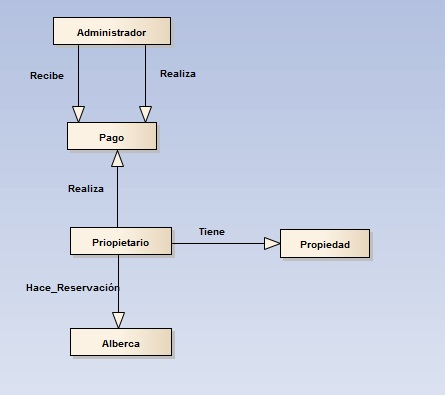 Administrador
Recibe
Realiza
Pago
Realiza
Priopietario
Tiene
Propiedad
Hace_Reservación
Alberca